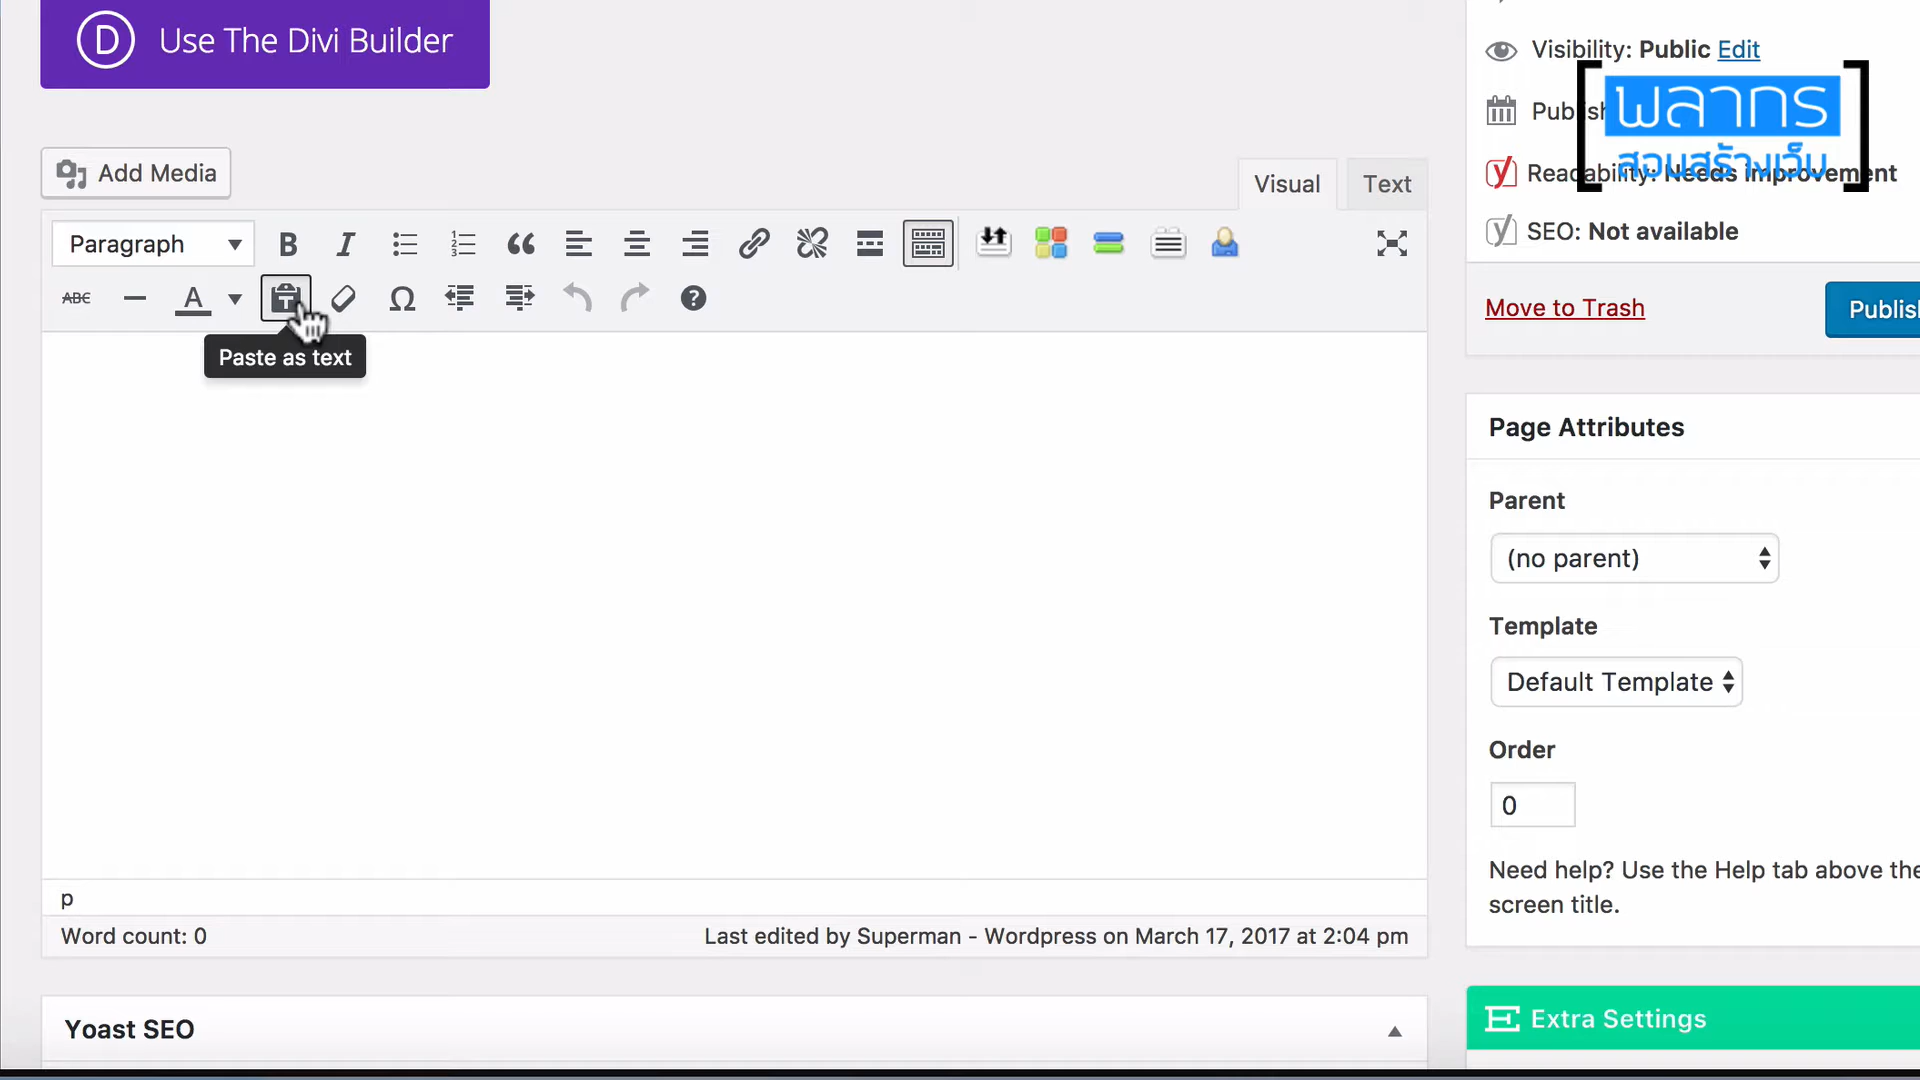 Use The Divi Builder
Visibility: Public Edit
พลากร
สอนสร้างเว็บ
Readability: Needs improvement
SEO: Not available
Add Media
Visual
Text
Paragraph
ABC
A
Paste as text
Move to Trash
Page Attributes
Parent
(no parent)
Template
Default Template
Order
0
Need help? Use the Help tab above the
screen title.
p
Word count: 0
Last edited by Superman - Wordpress on March 17, 2017 at 2:04 pm
Yoast SEO
Extra Settings